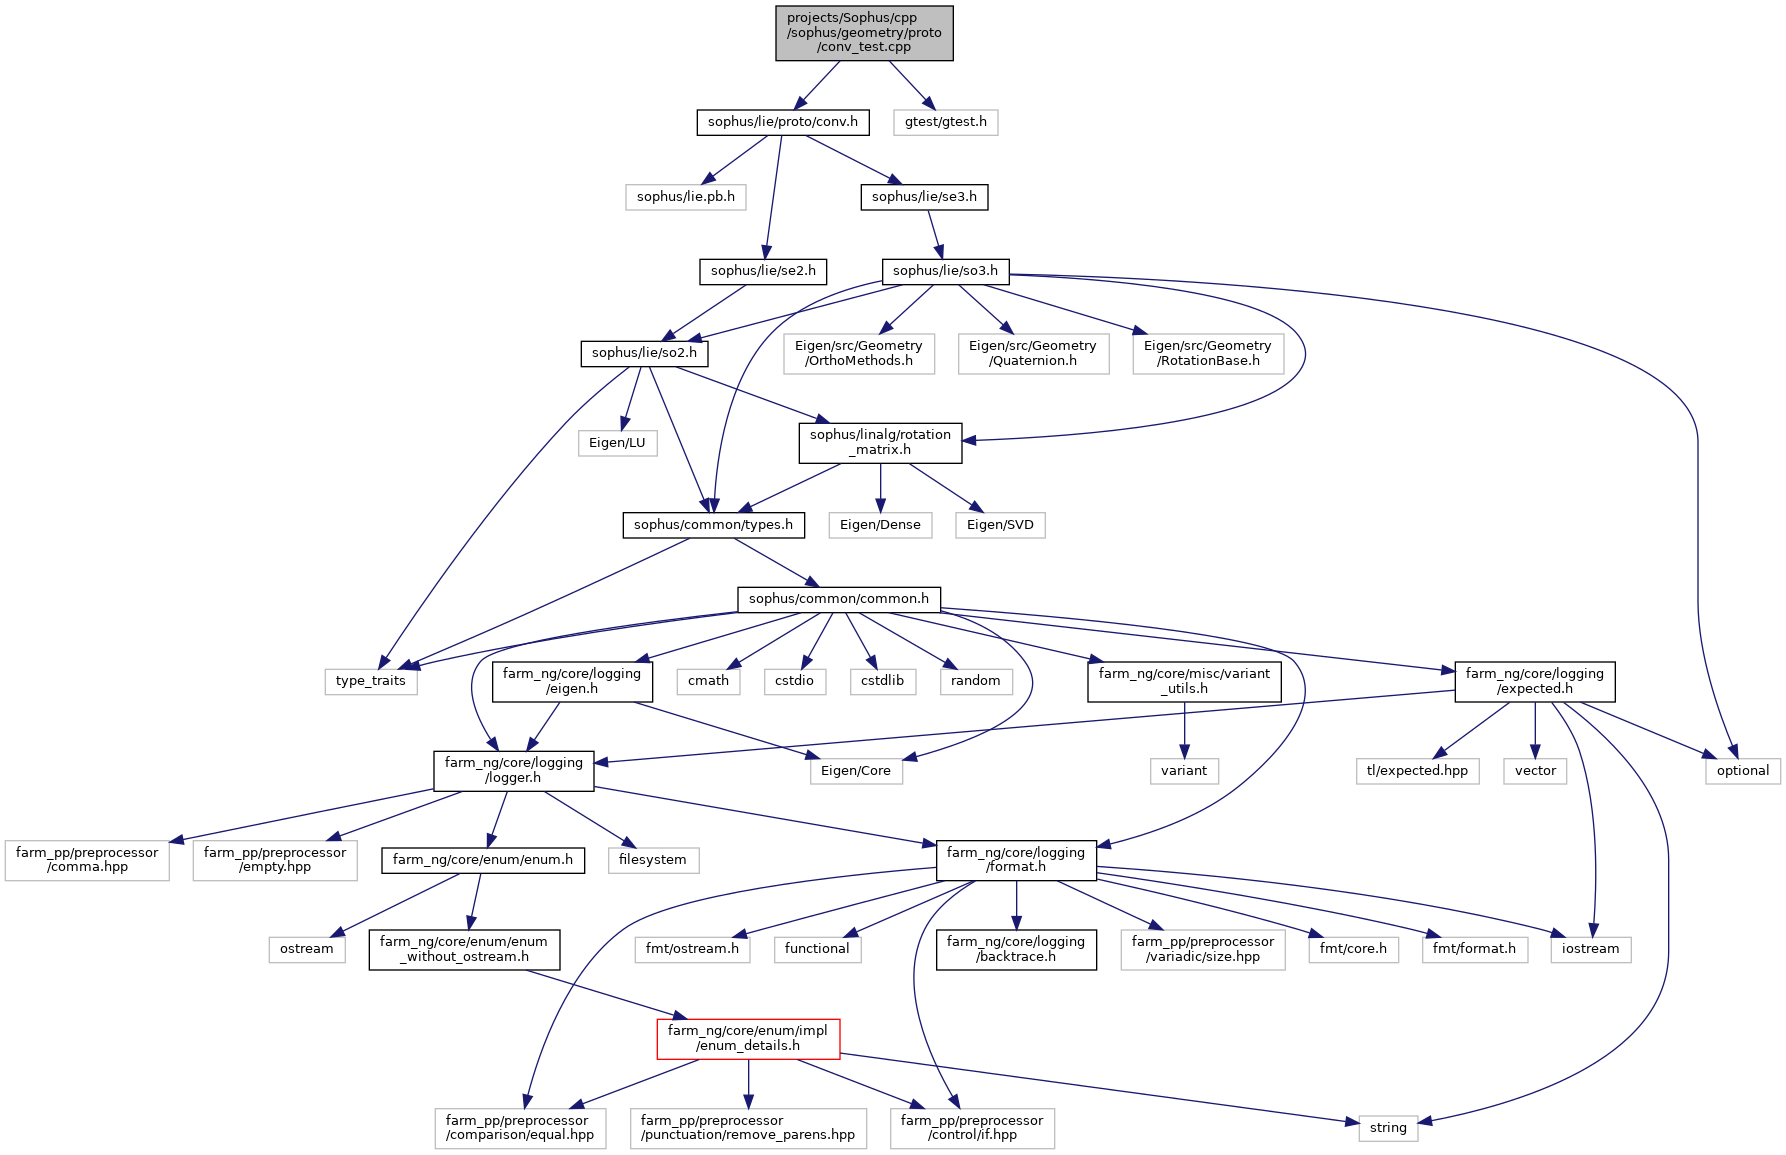 projects/Sophus/cpp
/sophus/geometry/proto
/conv_test.cpp
sophus/lie/proto/conv.h
gtest/gtest.h
sophus/lie.pb.h
sophus/lie/se3.h
sophus/lie/se2.h
sophus/lie/so3.h
sophus/lie/so2.h
Eigen/src/Geometry
/OrthoMethods.h
Eigen/src/Geometry
/Quaternion.h
Eigen/src/Geometry
/RotationBase.h
Eigen/LU
sophus/linalg/rotation
_matrix.h
sophus/common/types.h
Eigen/Dense
Eigen/SVD
sophus/common/common.h
type_traits
farm_ng/core/logging
/eigen.h
cmath
cstdio
cstdlib
random
farm_ng/core/misc/variant
_utils.h
farm_ng/core/logging
/expected.h
farm_ng/core/logging
/logger.h
Eigen/Core
variant
tl/expected.hpp
vector
optional
farm_pp/preprocessor
/comma.hpp
farm_pp/preprocessor
/empty.hpp
farm_ng/core/enum/enum.h
filesystem
farm_ng/core/logging
/format.h
ostream
farm_ng/core/enum/enum
_without_ostream.h
fmt/ostream.h
functional
farm_ng/core/logging
/backtrace.h
farm_pp/preprocessor
/variadic/size.hpp
fmt/core.h
fmt/format.h
iostream
farm_ng/core/enum/impl
/enum_details.h
farm_pp/preprocessor
/comparison/equal.hpp
farm_pp/preprocessor
/punctuation/remove_parens.hpp
farm_pp/preprocessor
/control/if.hpp
string